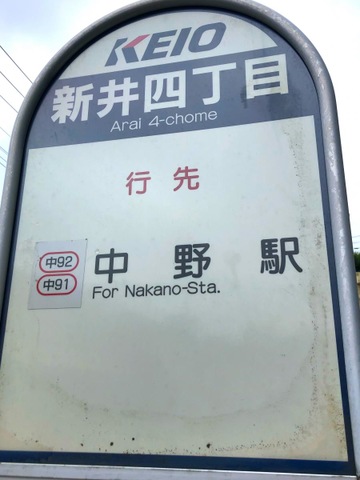 KEIO
新井四丁目
Arai 4-chome
行先
中92
中91
中野駅
For Nakano-Sta.